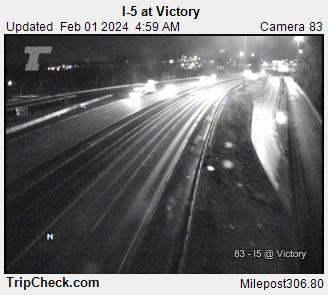 I-5 at Victory
Updated Feb 01 2024 4:59 AM Camera 83
T
N
83 - I5 @ Victory
TripCheck.com Milepost306.80